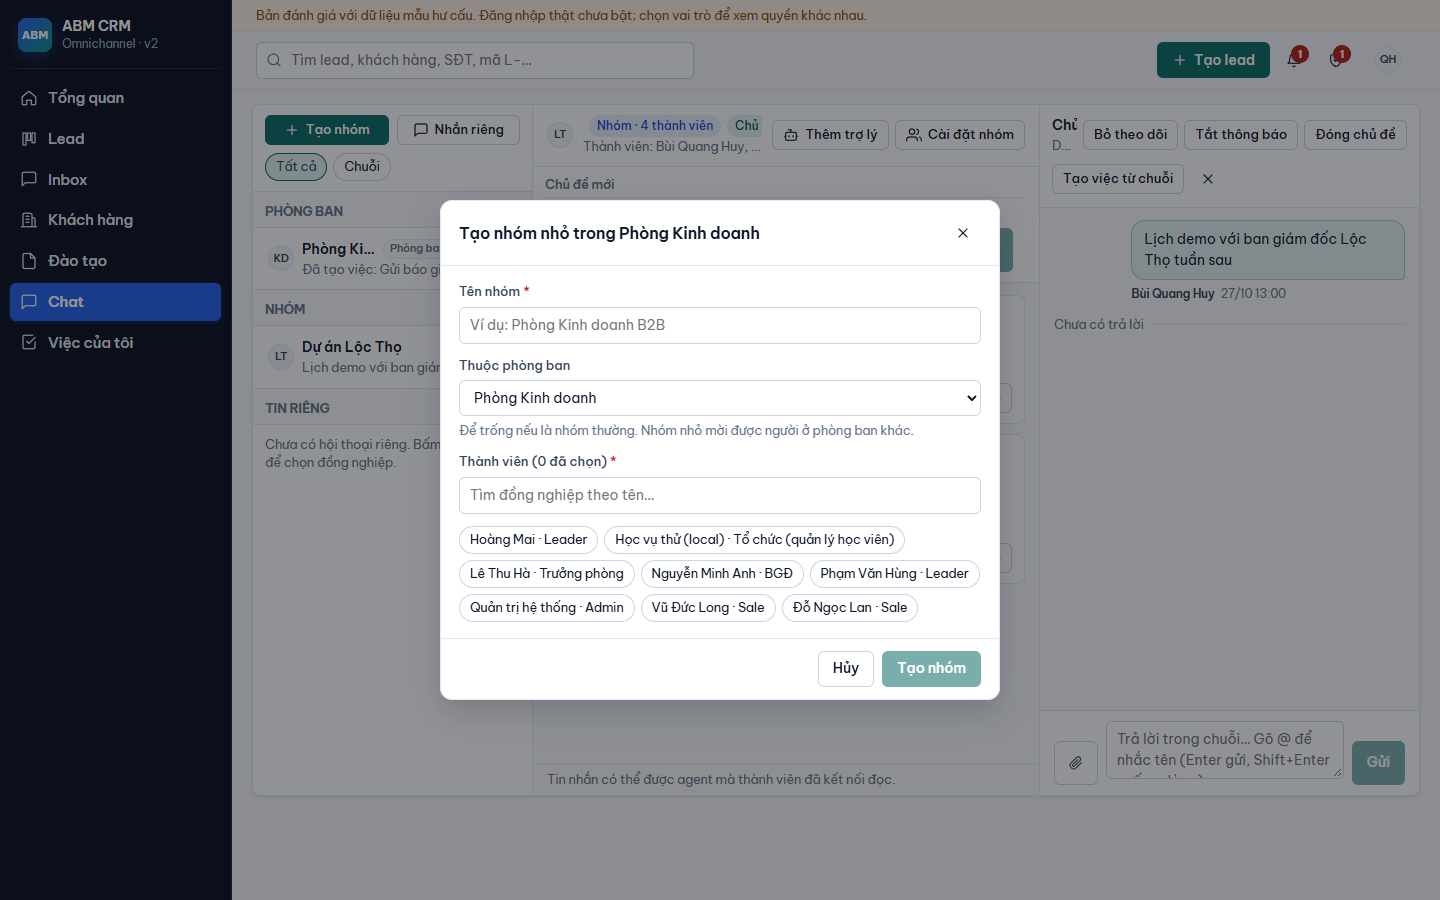 ABM
ABM CRM
Omnichannel · v2
Tổng quan
Lead
Inbox
Khách hàng
Đào tạo
Chat
Việc của tôi
Bản đánh giá với dữ liệu mẫu hư cấu. Đăng nhập thật chưa bật; chọn vai trò để xem quyền khác nhau.
Tìm lead, khách hàng, SĐT, mã L-...
Tạo lead
1
1
QH
Tạo nhóm
Nhắn riêng
Tất cả
Chuỗi
PHÒNG BAN
KD
Phòng Ki...
Phòng ba
Đã tạo việc: Gửi báo gi
NHÓM
LT
Dự án Lộc Thọ
Lịch demo với ban giám
TIN RIÊNG
Chưa có hội thoại riêng. Bấm
để chọn đồng nghiệp.
LT
Nhóm · 4 thành viên
Chủ
Thành viên: Bùi Quang Huy, ...
Thêm trợ lý
Cài đặt nhóm
Chủ đề mới
Tin nhắn có thể được agent mà thành viên đã kết nối đọc.
Chủ
D...
Bỏ theo dõi
Tắt thông báo
Đóng chủ đề
Tạo việc từ chuỗi
Lịch demo với ban giám đốc Lộc
Thọ tuần sau
Bùi Quang Huy 27/10 13:00
Chưa có trả lời
Trả lời trong chuỗi... Gõ @ để
nhắc tên (Enter gửi, Shift+Enter
Gửi
Tạo nhóm nhỏ trong Phòng Kinh doanh
Tên nhóm *
Ví dụ: Phòng Kinh doanh B2B
Thuộc phòng ban
Phòng Kinh doanh
Để trống nếu là nhóm thường. Nhóm nhỏ mời được người ở phòng ban khác.
Thành viên (0 đã chọn) *
Tìm đồng nghiệp theo tên...
Hoàng Mai · Leader
Học vụ thử (local) · Tổ chức (quản lý học viên)
Lê Thu Hà · Trưởng phòng
Nguyễn Minh Anh · BGĐ
Phạm Văn Hùng · Leader
Quản trị hệ thống · Admin
Vũ Đức Long · Sale
Đỗ Ngọc Lan · Sale
Hủy
Tạo nhóm